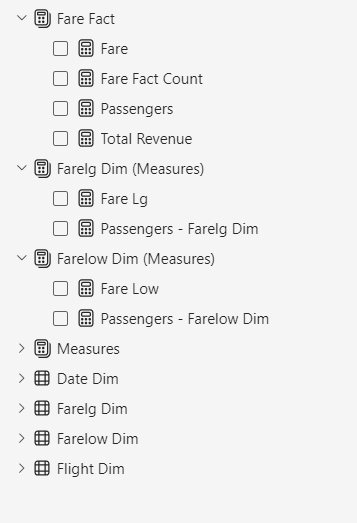 Fare Fact
Fare
Fare Fact Count
Passengers
Total Revenue
Farelg Dim (Measures)
Fare Lg
Passengers - Farelg Dim
Farelow Dim (Measures)
Fare Low
Passengers - Farelow Dim
Measures
Date Dim
Farelg Dim
Farelow Dim
Flight Dim